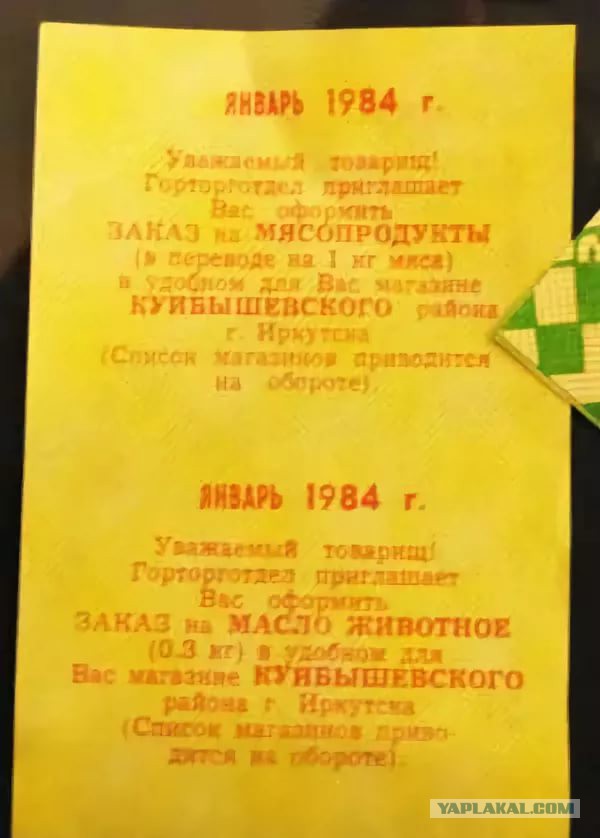 ЯНВАРЬ 1984 г.
Уважаемый товарищ!
Горторготдел приглашает
Вас оформить
ЗАКАЗ на МЯСОПРОДУКТЫ
(в переводе на 1 кг мяса)
в удобном для Вас магазине
КУЙБЫШЕВСКОГО района
г. Иркутска
(Список магазинов приводится
на обороте).
ЯНВАРЬ 1984 г.
Уважаемый товарищ!
Горторготдел приглашает
Вас оформить
ЗАКАЗ на МАСЛО ЖИВОТНОЕ
(0.3 кг) в удобном для
Вас магазине КУЙБЫШЕВСКОГО
района г. Иркутска
(Список магазинов приво-
дится на обороте).
YAPLAKAL.COM